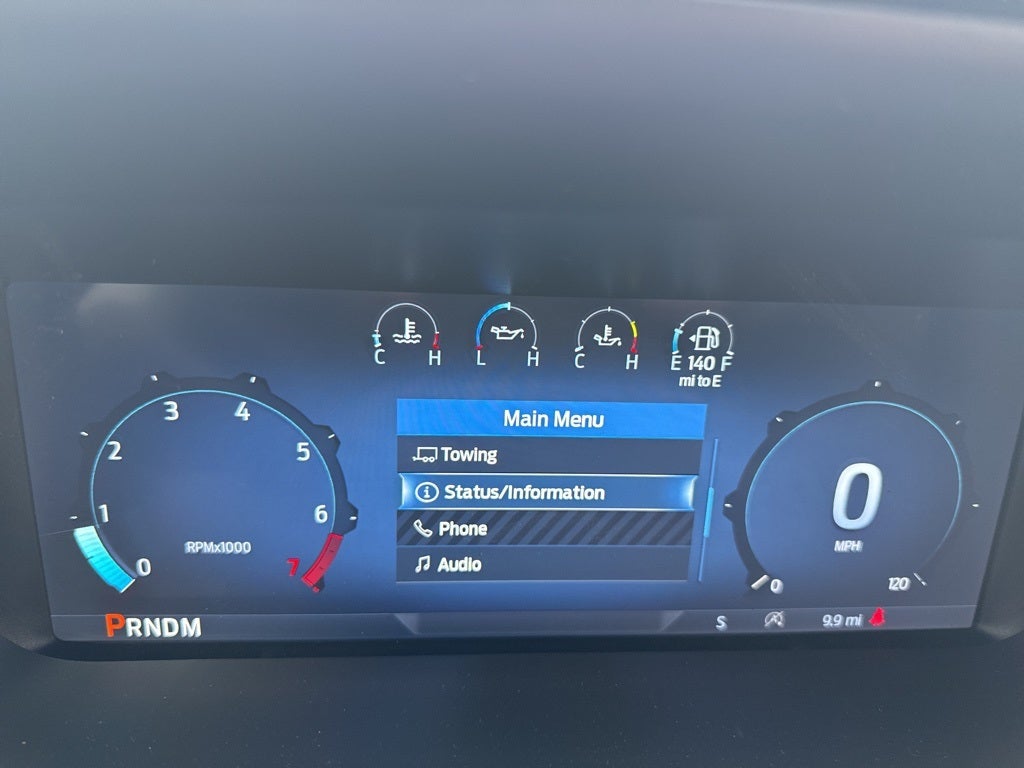 C H
L H
C H
E 140 F
mi to E
0
1
2
3
4
5
6
7
RPMx1000
Main Menu
Towing
Status/Information
Phone
Audio
0
MPH
0
120
PRNDM
S
9.9 mi